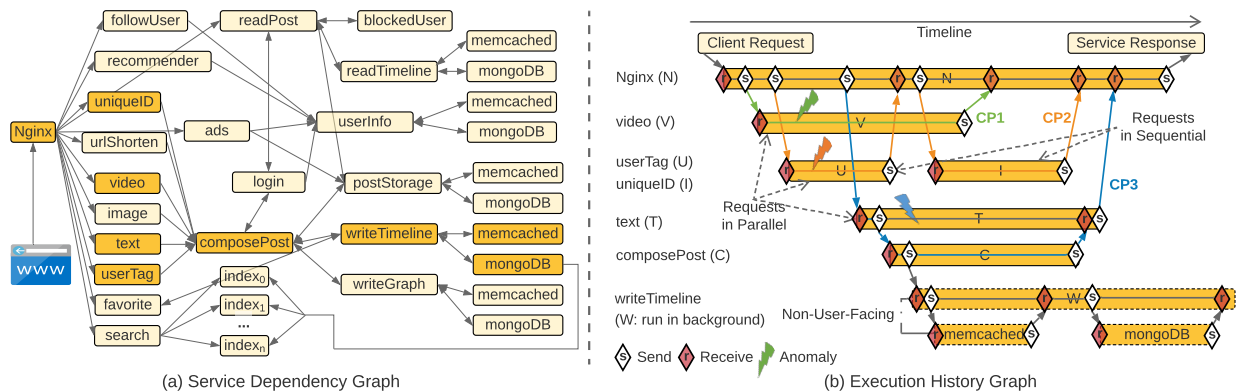 followUser
readPost
blockedUser
memcached
recommender
readTimeline
mongoDB
uniqueID
memcached
Nginx
ads
userInfo
urlShorten
mongoDB
video
login
postStorage
memcached
image
mongoDB
text
composePost
writeTimeline
memcached
www
userTag
index0
mongoDB
favorite
index1
writeGraph
memcached
search
...
mongoDB
indexn
(a) Service Dependency Graph
Timeline
Client Request
Service Response
Nginx (N)
r s s s r s N r r r s
video (V)
r V s
CP1
CP2
Requests
in Sequential
userTag (U)
uniqueID (I)
r U s r I s
CP3
Requests
in Parallel
text (T)
r s T r s
composePost (C)
r s C s
writeTimeline
(W: run in background)
r s r W s r
Non-User-Facing
r memcached s r mongoDB s
s Send r Receive Anomaly
(b) Execution History Graph